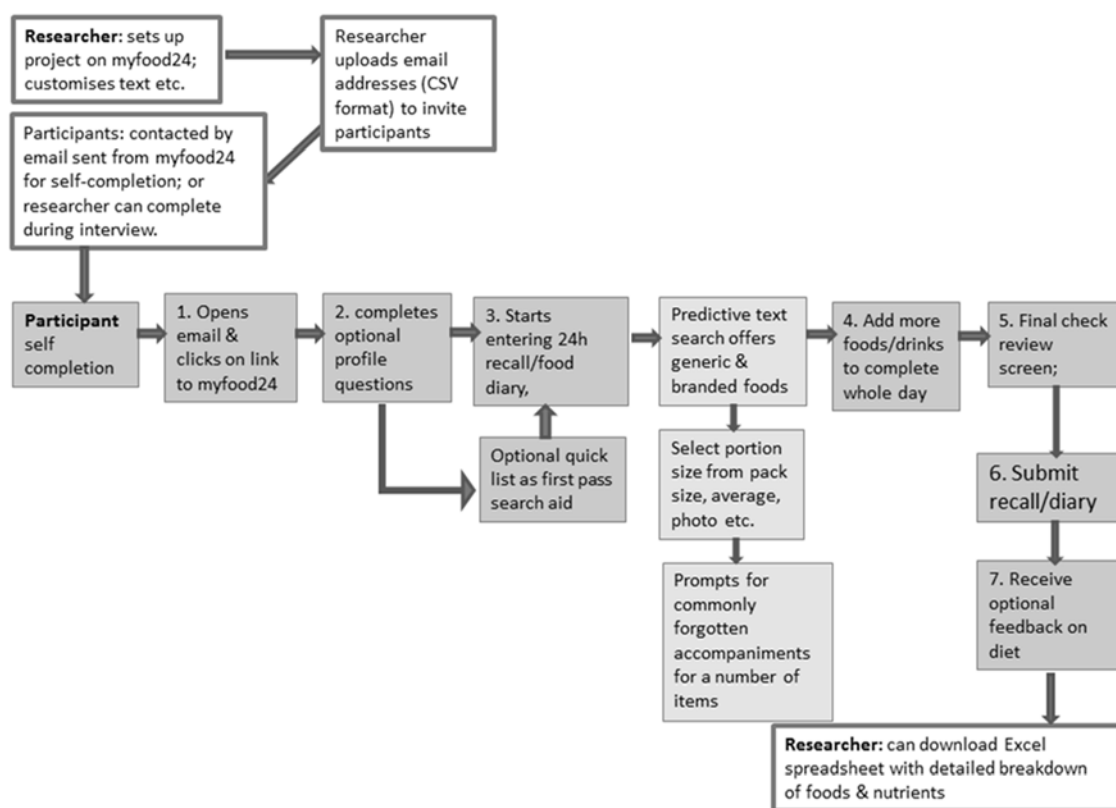 Researcher: sets up
project on myfood24;
customises text etc.
Researcher
uploads email
addresses (CSV
format) to invite
participants
Participants: contacted by
email sent from myfood24
for self-completion; or
researcher can complete
during interview.
Participant
self
completion
1. Opens
email &
clicks on link
to myfood24
2. completes
optional
profile
questions
3. Starts
entering 24h
recall/food
diary,
Optional quick
list as first pass
search aid
Predictive text
search offers
generic &
branded foods
Select portion
size from pack
size, average,
photo etc.
Prompts for
commonly
forgotten
accompaniments
for a number of
items
4. Add more
foods/drinks
to complete
whole day
5. Final check
review
screen;
6. Submit
recall/diary
7. Receive
optional
feedback on
diet
Researcher: can download Excel
spreadsheet with detailed breakdown
of foods & nutrients